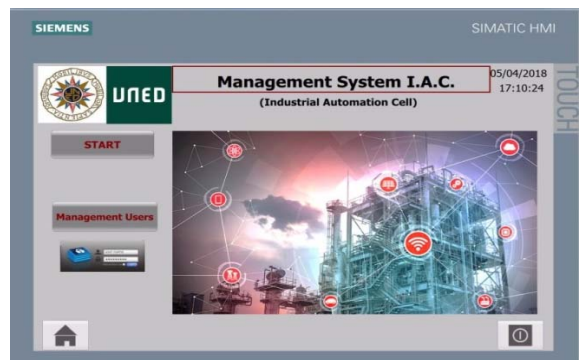 SIEMENS
SIMATIC HMI
TOUCH
UNED
Management System I.A.C.
(Industrial Automation Cell)
05/04/2018
17:10:24
START
Management Users